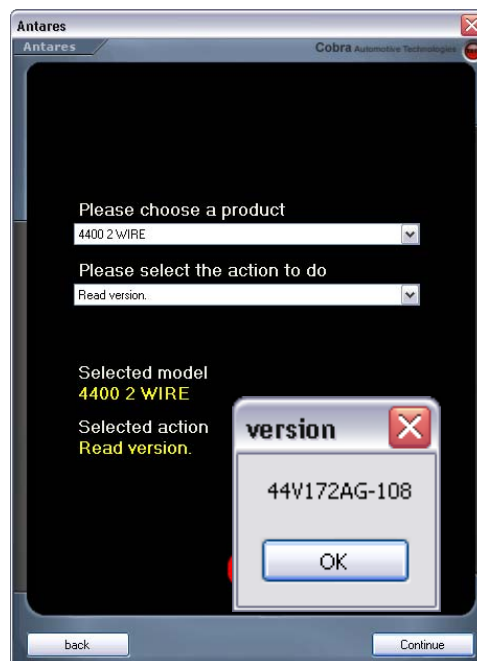 Antares
Antares
Cobra Automotive Technologies
Please choose a product
4400 2 WIRE
Please select the action to do
Read version.
Selected model
4400 2 WIRE
Selected action
Read version.
version
44V172AG-108
OK
back
Continue